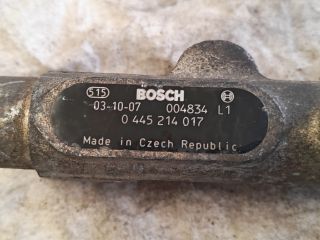 515 BOSCH
03-10-07 004834 L1
0 445 214 017
Made in Czech Republic